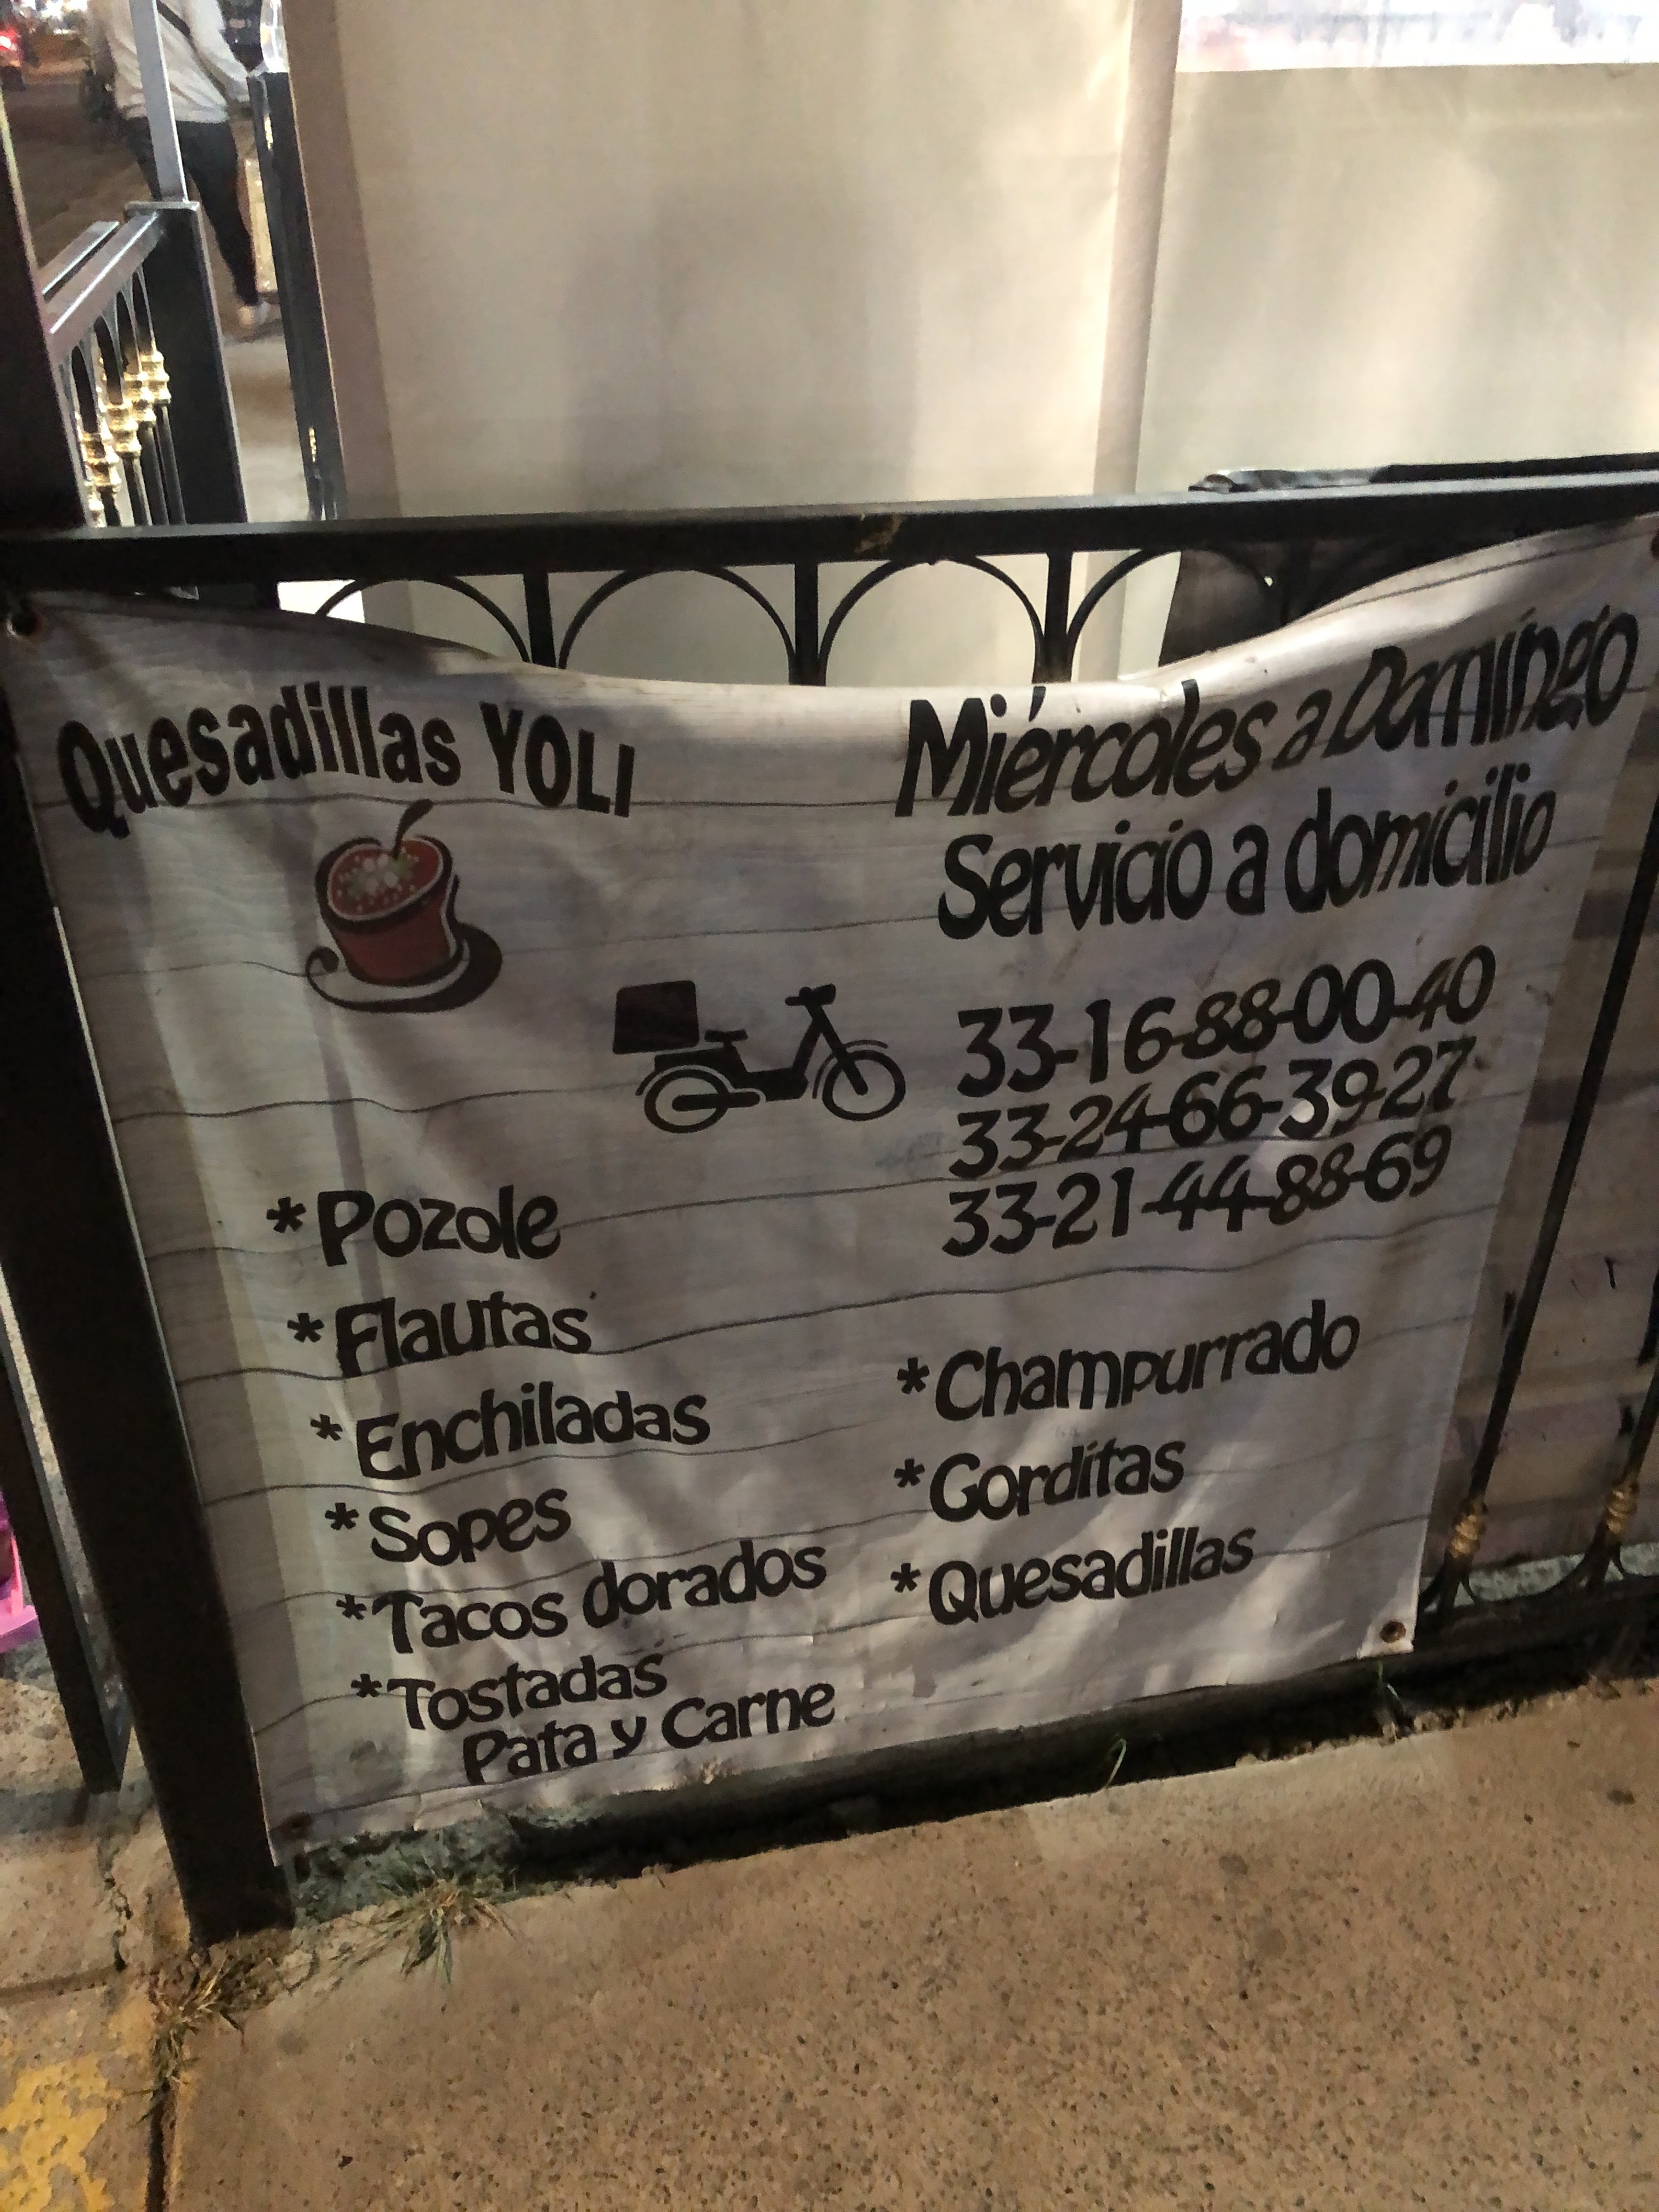 Quesadillas YOLI
Miércoles a Domingo
Servicio a domicilio
33-16-88-00-40
33-24-66-39-27
33-21-44-88-69
*Pozole
*Flautas
*Enchiladas
*Sopes
*Tacos dorados
*Tostadas
Pata y Carne
*Champurrado
*Gorditas
*Quesadillas